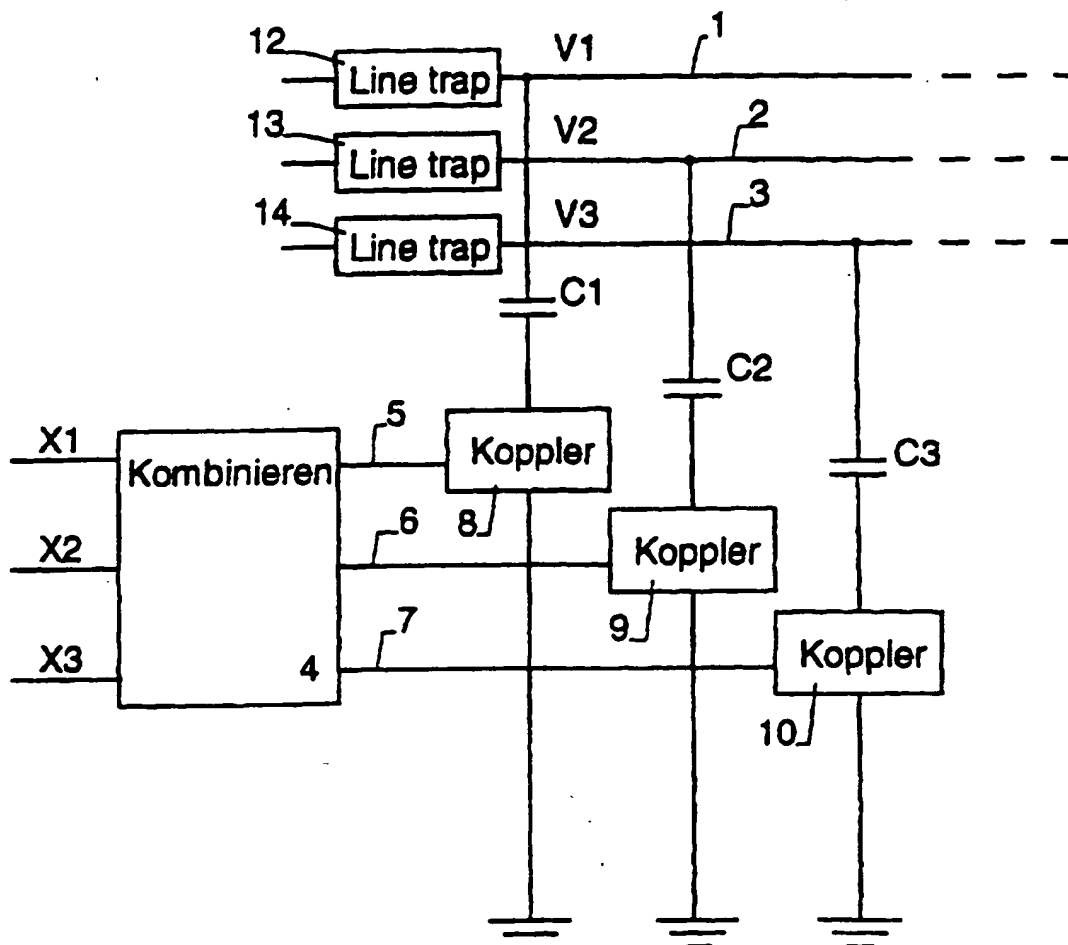 12
V1
1
Line trap
13
V2
2
Line trap
14
V3
3
Line trap
C1
C2
5
X1
Koppler
C3
Kombinieren
8
6
X2
Koppler
9
7
X3
4
Koppler
10